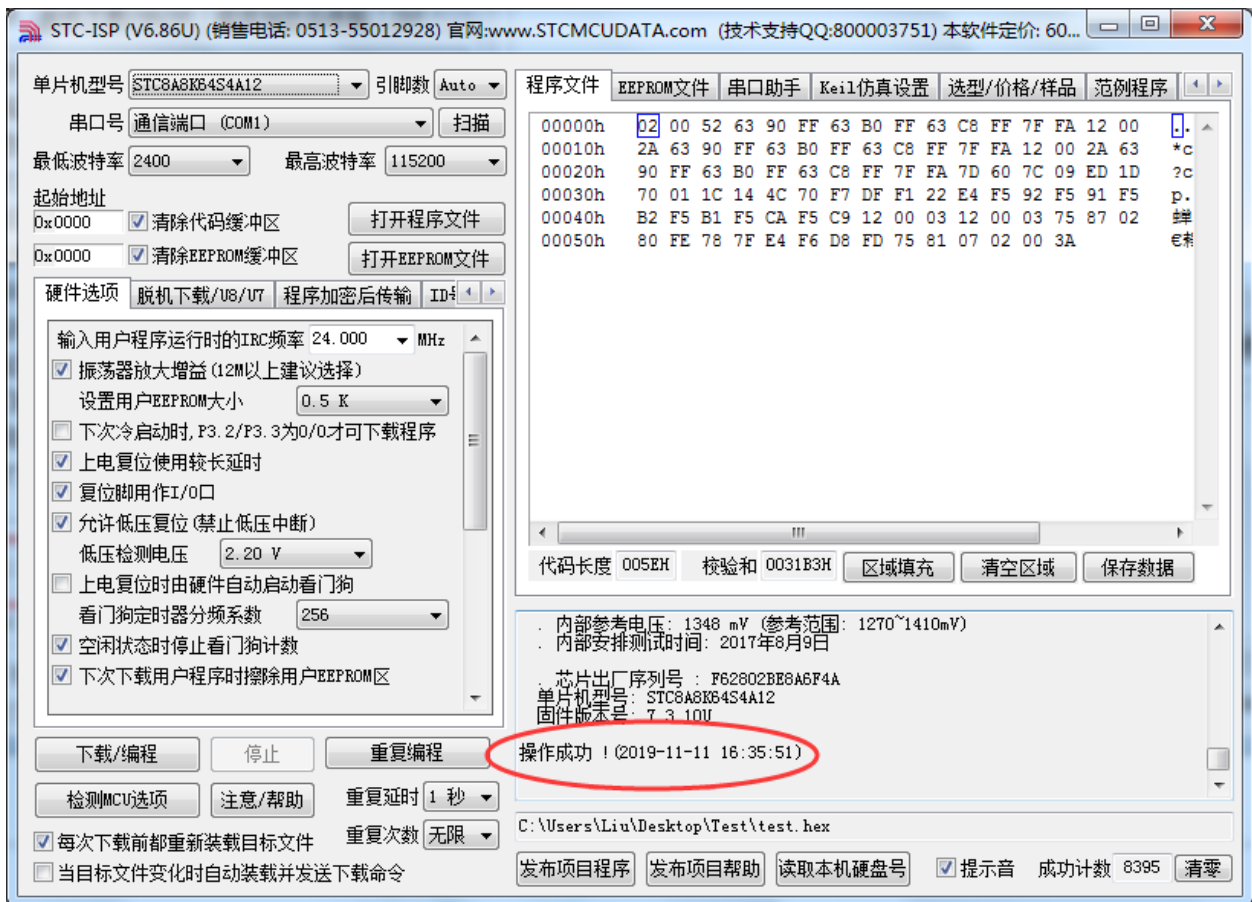 STC-ISP (V6.86U) (销售电话: 0513-55012928) 官网:www.STCMCUDATA.com (技术支持QQ:800003751) 本软件定价: 60...
单片机型号 STC8A8K64S4A12 引脚数 Auto
串口号 通信端口 (COM1) 扫描
最低波特率 2400 最高波特率 115200
起始地址
0x0000 清除代码缓冲区 打开程序文件
0x0000 清除EEPROM缓冲区 打开EEPROM文件
硬件选项 脱机下载/U8/U7 程序加密后传输
输入用户程序运行时的IRC频率 24.000 MHz
振荡器放大增益(12M以上建议选择)
设置用户EEPROM大小 0.5 K
下次冷启动时,P3.2/P3.3为0/0才可下载程序
上电复位使用较长延时
复位脚用作I/O口
允许低压复位(禁止低压中断)
低压检测电压 2.20 V
上电复位时由硬件自动启动看门狗
看门狗定时器分频系数 256
空闲状态时停止看门狗计数
下次下载用户程序时擦除用户EEPROM区
下载/编程 停止 重复编程
检测MCU选项 注意/帮助 重复延时 1 秒
每次下载前都重新装载目标文件 重复次数 无限
当目标文件变化时自动装载并发送下载命令
程序文件 EEPROM文件 串口助手 Keil仿真设置 选型/价格/样品 范例程序
00000h 02 00 52 63 90 FF 63 B0 FF 63 C8 FF 7F FA 12 00 ..
00010h 2A 63 90 FF 63 B0 FF 63 C8 FF 7F FA 12 00 2A 63 *c
00020h 90 FF 63 B0 FF 63 C8 FF 7F FA 7D 60 7C 09 ED 1D ?c
00030h 70 01 1C 14 4C 70 F7 DF F1 22 E4 F5 92 F5 91 F5 p.
00040h B2 F5 B1 F5 CA F5 C9 12 00 03 12 00 03 75 87 02
00050h 80 FE 78 7F E4 F6 D8 FD 75 81 07 02 00 3A
代码长度 005EH 校验和 0031B3H 区域填充 清空区域 保存数据
. 内部参考电压: 1348 mV (参考范围: 1270~1410mV)
. 内部安排测试时间: 2017年8月9日
. 芯片出厂序列号 : F62802BE8A6F4A
单片机型号: STC8A8K64S4A12
固件版本号: 7.3.10U
操作成功 !(2019-11-11 16:35:51)
C:\Users\Liu\Desktop\Test\test.hex
发布项目程序 发布项目帮助 读取本机硬盘号 提示音 成功计数 8395 清零